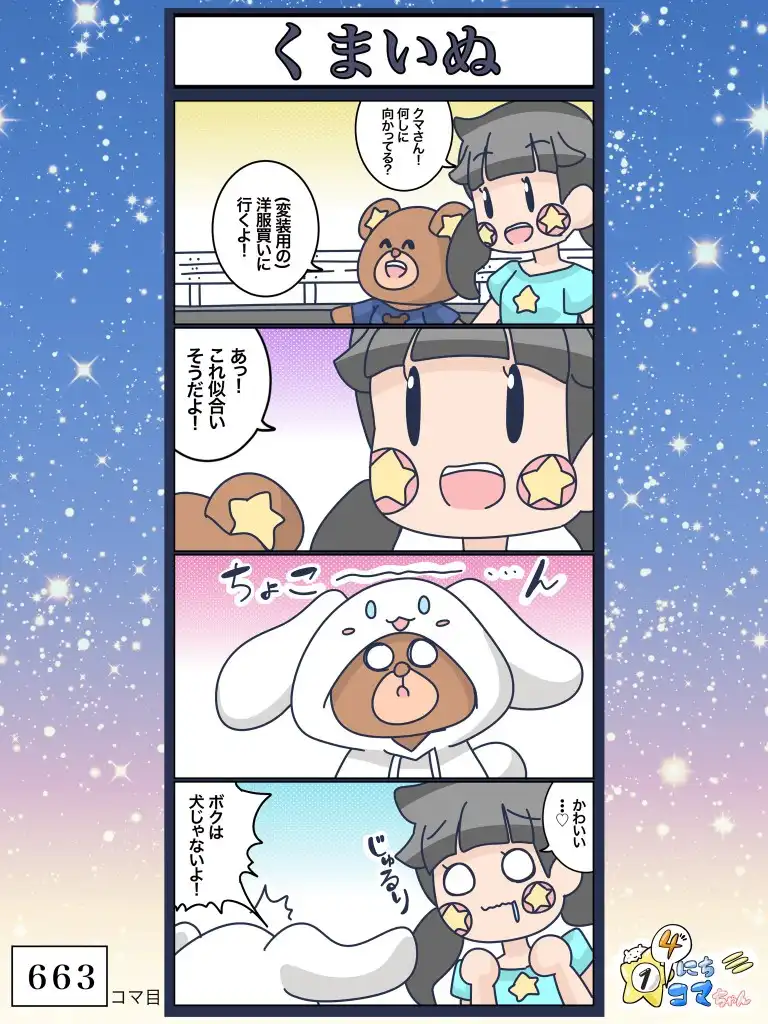 くまいぬ
クマさん！
何しに
向かってる？
(変装用の)
洋服買いに
行くよ！
あっ！
これ似合い
そうだよ！
ちょこ────…ん
かわいい
…♡
じゅるり
ボクは
犬じゃないよ！
663
コマ目
1にち
4コマちゃん